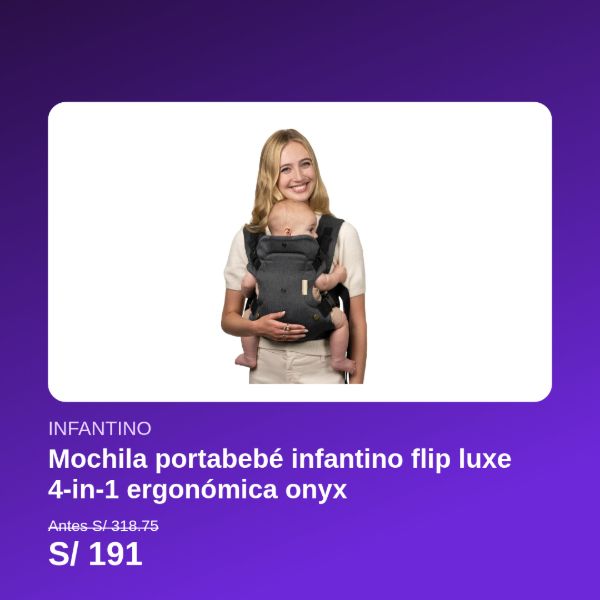 INFANTINO
Mochila portabebé infantino flip luxe
4-in-1 ergonómica onyx
Antes S/ 318.75
S/ 191